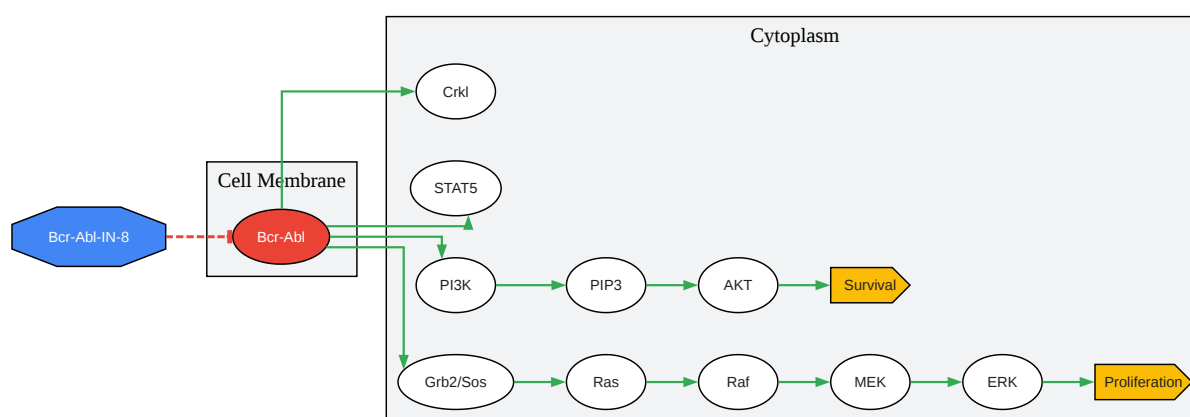 Cytoplasm
Crkl
Cell Membrane
STAT5
Bcr-Abl-IN-8
Bcr-Abl
PI3K
PIP3
AKT
Survival
Grb2/Sos
Ras
Raf
MEK
ERK
Proliferation